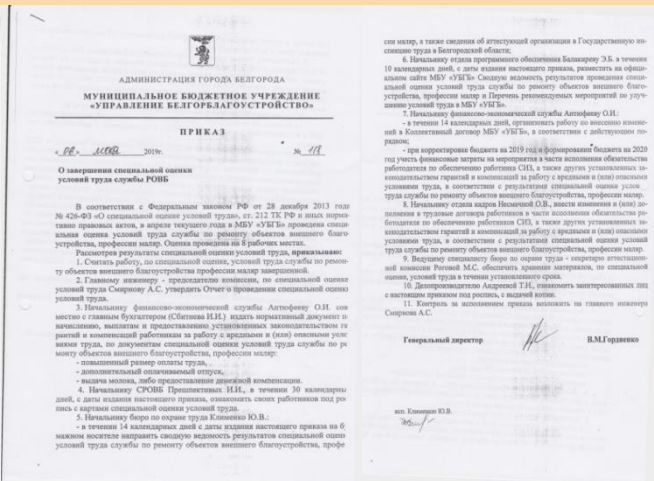 АДМИНИСТРАЦИЯ ГОРОДА БЕЛГОРОДА
МУНИЦИПАЛЬНОЕ БЮДЖЕТНОЕ УЧРЕЖДЕНИЕ
«УПРАВЛЕНИЕ БЕЛГОРБЛАГОУСТРОЙСТВО»
ПРИКАЗ
2019г. № 118
О завершении специальной оценки
условий труда службы РОВБ
В соответствии с Федеральным законом РФ от 28 декабря 2013 года
№ 426-ФЗ «О специальной оценке условий труда», ст. 212 ТК РФ и иных норма-
тивно правовых актов, в апреле текущего года в МБУ «УБГБ» проведена специ-
альная оценка условий труда службы по ремонту объектов внешнего благо-
устройства, профессии маляр. Оценка проведена на 8 рабочих местах.
Рассмотрев результаты специальной оценки условий труда, приказываю:
1. Считать работу, по специальной оценке, условий труда службы по ремон-
ту объектов внешнего благоустройства профессии маляр завершенной.
2. Главному инженеру - председателю комиссии, по специальной оценке
условий труда Смирнову А.С. утвердить Отчет о проведении специальной оценки
условий труда.
3. Начальнику финансово-экономической службы Антюфееву О.И. сов
местно с главным бухгалтером (Сбитнева И.И.) издать нормативный документ п
начислению, выплатам и предоставлению установленных законодательством га
рантий и компенсаций работникам за работу с вредными и (или) опасными усло
виями труда, по документам специальной оценки условий труда службы по ре
монту объектов внешнего благоустройства, профессии маляр:
- повышенный размер оплаты труда,
- дополнительный оплачиваемый отпуск,
- выдача молока, либо предоставление денежной компенсации.
4. Начальнику СРОВБ И.И., в течении 30 календарны
дней, с даты издания настоящего приказа, ознакомить своих работников под ро
пись с картами специальной оценки условий труда.
5. Начальнику бюро по охране труда Клименко Ю.В.:
- в течении 14 календарных дней с даты издания настоящего приказа на б
мажном носителе направить сводную ведомость результатов специальной оцен
условий труда службы по ремонту объектов внешнего благоустройства, профе
сии маляр, а также сведения об аттестующей организации в Государственную ин-
спекцию труда в Белгородской области;
6. Начальнику отдела программного обеспечения Балакиреву Э.Б. в течении
10 календарных дней, с даты издания настоящего приказа, разместить на офици-
альном сайте МБУ «УБГБ» Сводную ведомость результатов проведения специ-
альной оценки условий труда службы по ремонту объектов внешнего благо-
устройства, профессии маляр и Перечень рекомендуемых мероприятий по улуч-
шению условий труда в МБУ «УБГБ».
7. Начальнику финансово-экономической службы Антюфееву О.И.:
- в течении 14 календарных дней, организовать работу по внесению измене-
ний в Коллективный договор МБУ «УБГБ», в соответствии с действующим по-
рядком;
- при корректировке бюджета на 2019 год и формировании бюджета на 2020
год учесть финансовые затраты на мероприятия в части исполнения обязательства
работодателя по обеспечению работников СИЗ, а также других установленных за-
конодательством гарантий и компенсаций за работу с вредными и (или) опасными
условиями труда, в соответствии с результатами специальной оценки услов
труда службы по ремонту объектов внешнего благоустройства, профессии маляр.
8. Начальнику отдела кадров О.В., внести изменения и (или) до-
полнения в трудовые договора работников в части исполнения обязательства ра-
ботодателя по обеспечению работников СИЗ, а также других установленных за-
конодательством гарантий и компенсаций за работу с вредными и (или) опасными
условиями труда, в соответствии с результатами специальной оценки условий
труда службы по ремонту объектов внешнего благоустройства, профессии маляр.
9. Ведущему специалисту бюро по охране труда - секретарю аттестацион-
ной комиссии Роговой М.С. обеспечить хранения материалов, по специальной
оценки, условий труда в течении установленного срока.
10. Делопроизводителю Андреевой Т.Н., ознакомить заинтересованных лиц
с настоящим приказом под роспись, с выдачей копии.
11. Контроль за исполнением приказа возложить на главного инженера
Смирнова А.С.
Генеральный директор В.М.Гордиенко
исп. Клименко Ю.В.